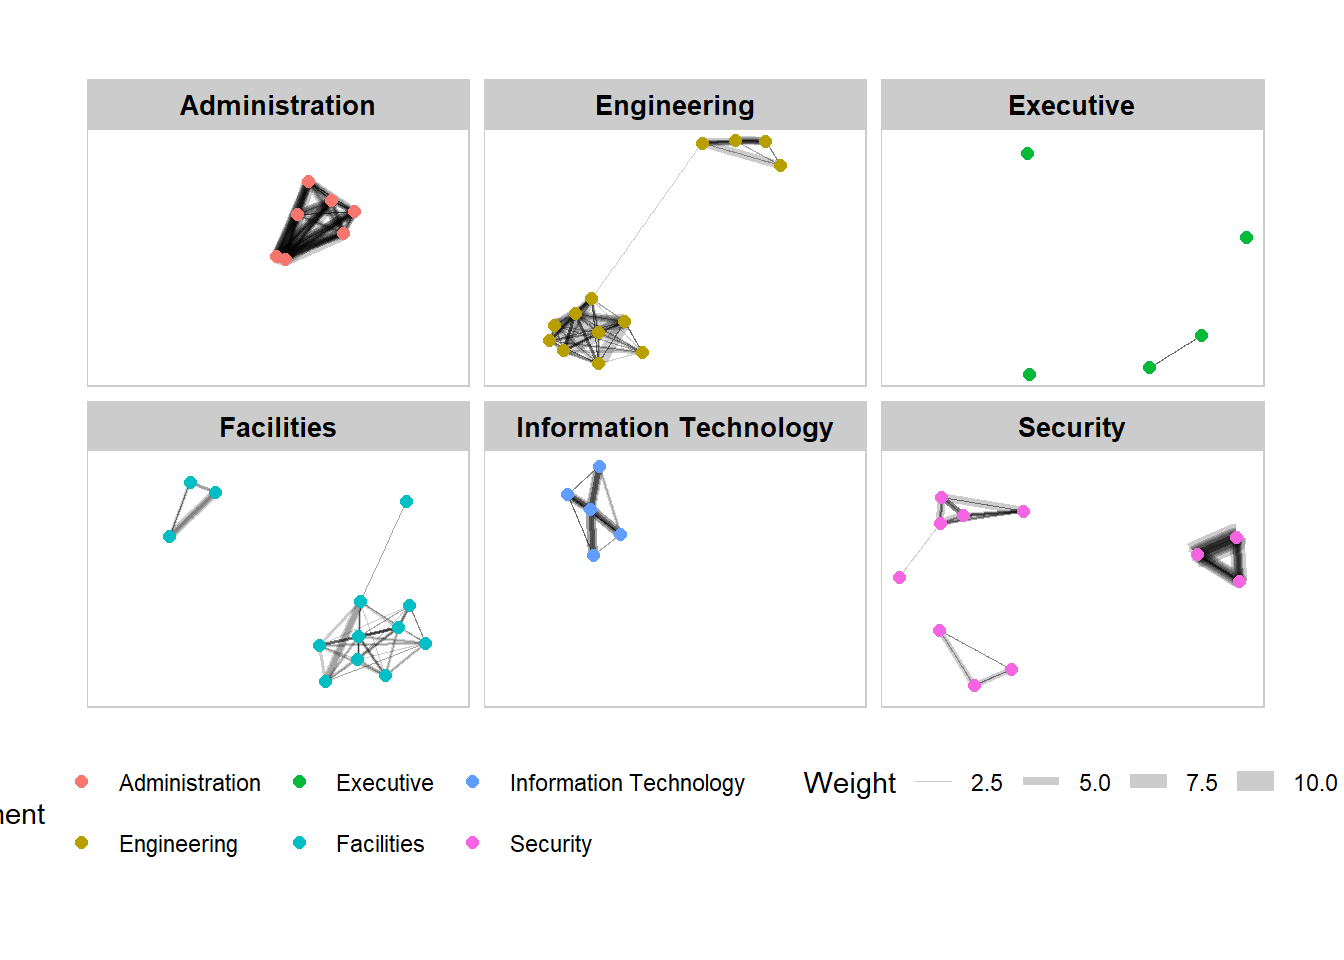 Administration Engineering Executive
Facilities Information Technology Security
Administration Executive Information Technology Weight 2.5 5.0 7.5 10.0
Engineering Facilities Security